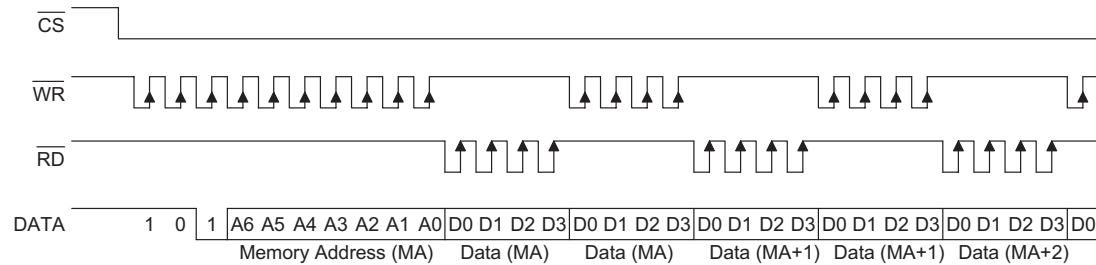 CS
WR
RD
DATA 1 0 1 A6 A5 A4 A3 A2 A1 A0 D0 D1 D2 D3 D0 D1 D2 D3 D0 D1 D2 D3 D0 D1 D2 D3 D0 D1 D2 D3 D0
Memory Address (MA) Data (MA) Data (MA) Data (MA+1) Data (MA+1) Data (MA+2)